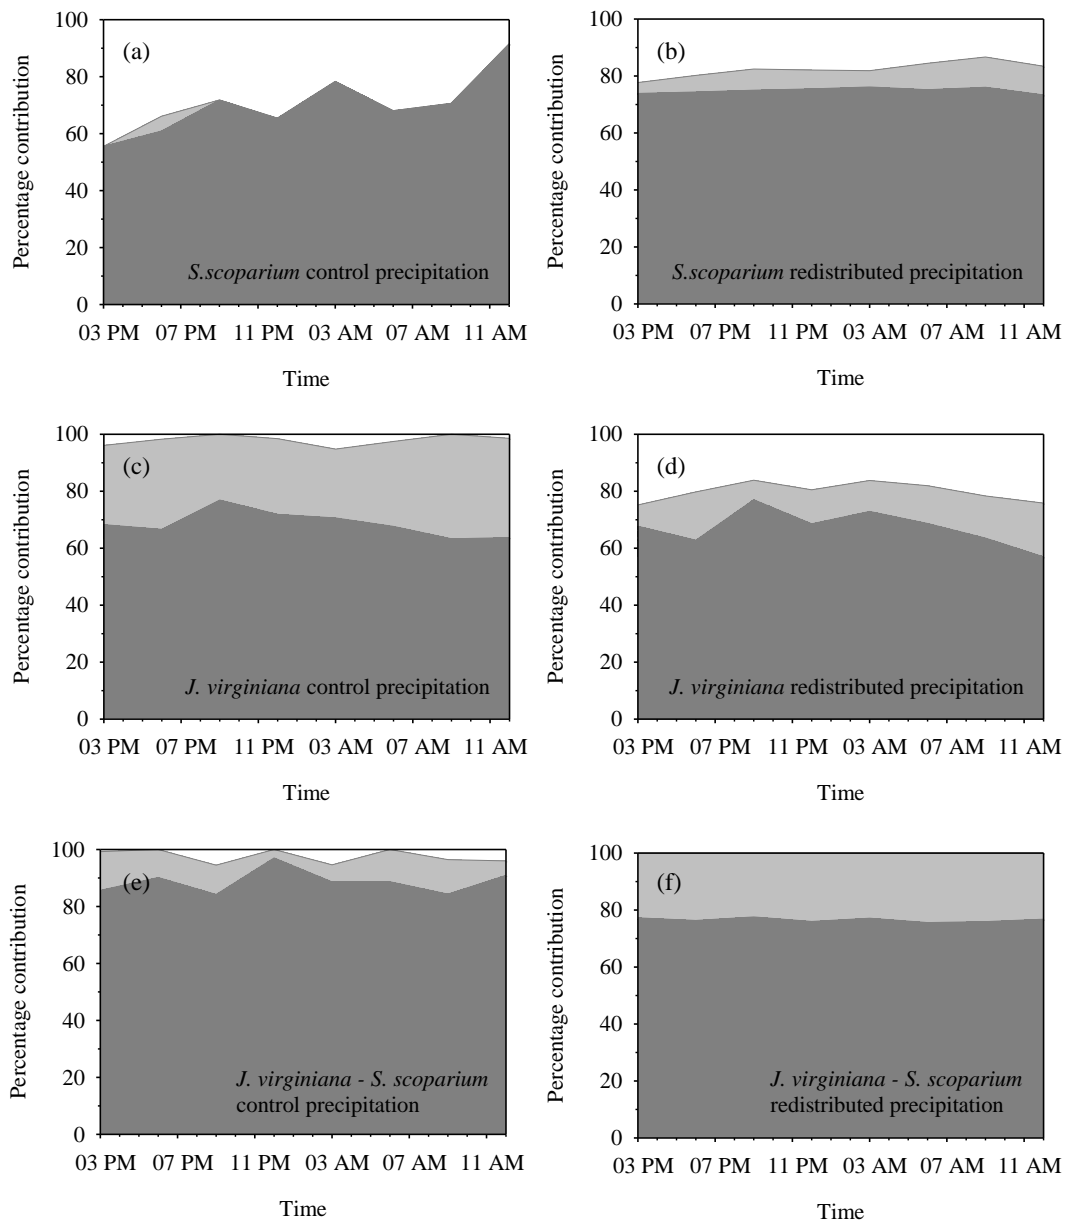 100
80
60
40
20
0
Percentage contribution
(a)
S.scoparium control precipitation
03 PM 07 PM 11 PM 03 AM 07 AM 11 AM
Time
100
80
60
40
20
0
Percentage contribution
(b)
S.scoparium redistributed precipitation
03 PM 07 PM 11 PM 03 AM 07 AM 11 AM
Time
100
80
60
40
20
0
Percentage contribution
(c)
J. virginiana control precipitation
03 PM 07 PM 11 PM 03 AM 07 AM 11 AM
Time
100
80
60
40
20
0
Percentage contribution
(d)
J. virginiana redistributed precipitation
03 PM 07 PM 11 PM 03 AM 07 AM 11 AM
Time
100
80
60
40
20
0
Percentage contribution
(e)
J. virginiana - S. scoparium
control precipitation
03 PM 07 PM 11 PM 03 AM 07 AM 11 AM
Time
100
80
60
40
20
0
Percentage contribution
(f)
J. virginiana - S. scoparium
redistributed precipitation
03 PM 07 PM 11 PM 03 AM 07 AM 11 AM
Time